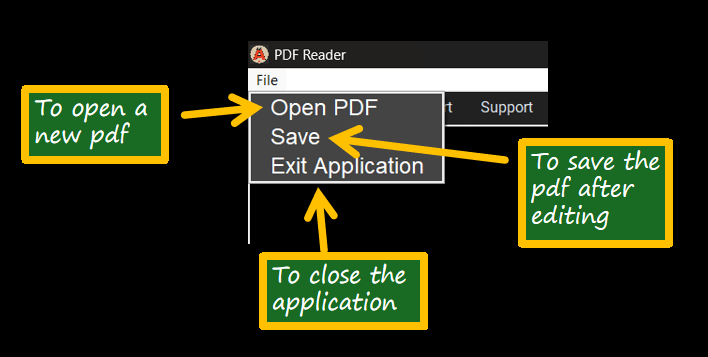 PDF Reader
File
To open a
new pdf
Open PDF
rt
Support
Save
Exit Application
To save the
pdf after
editing
To close the
application